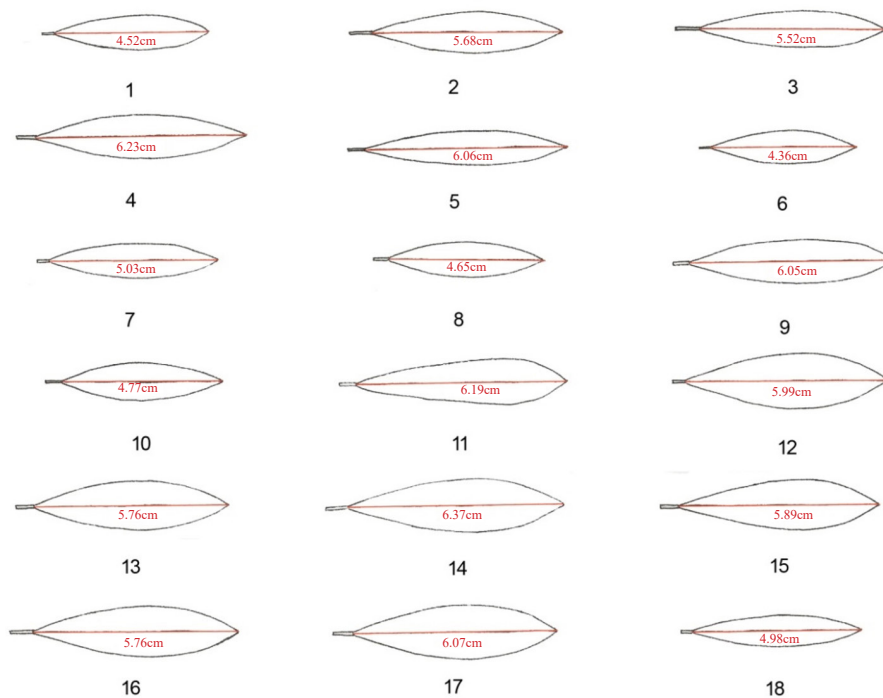 4.52cm
5.68cm
5.52cm
1
2
3
6.23cm
6.06cm
4.36cm
4
5
6
5.03cm
4.65cm
6.05cm
7
8
9
4.77cm
6.19cm
5.99cm
10
11
12
5.76cm
6.37cm
5.89cm
13
14
15
5.76cm
6.07cm
4.98cm
16
17
18